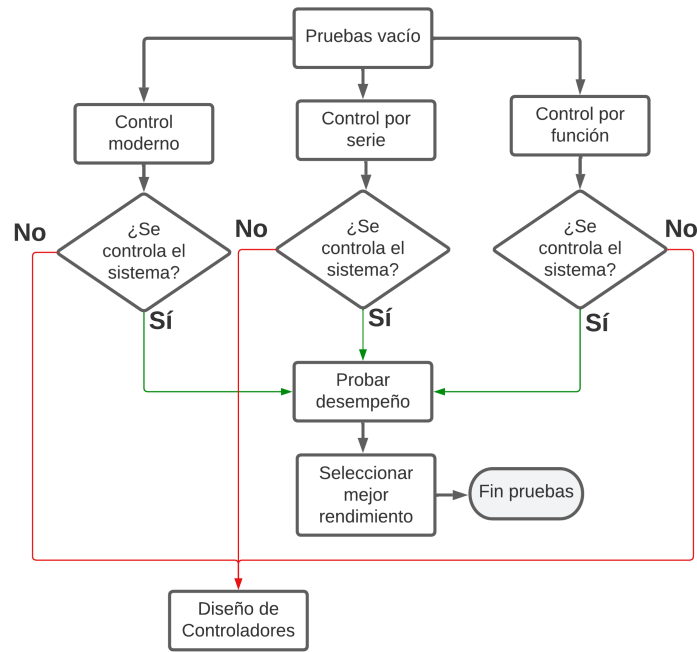 Pruebas vacío
Control
moderno
Control por
serie
Control por
función
No
¿Se
controla el
sistema?
Sí
No
¿Se
controla el
sistema?
Sí
¿Se
controla el
sistema?
No
Sí
Probar
desempeño
Seleccionar
mejor
rendimiento
Fin pruebas
Diseño de
Controladores